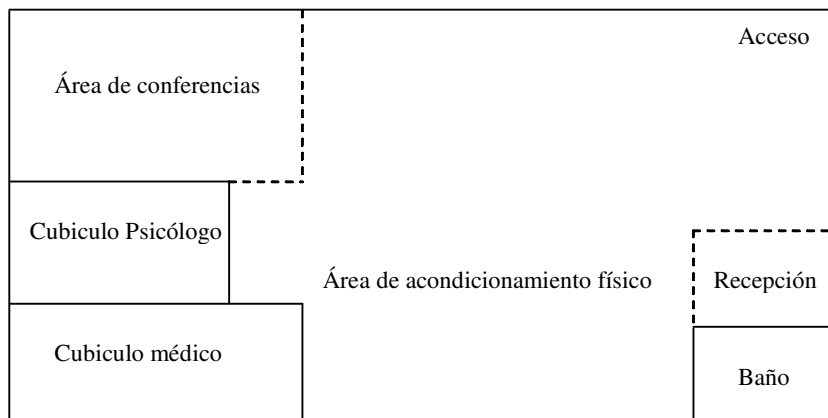 Acceso
Área de conferencias
Cubiculo Psicólogo
Área de acondicionamiento físico
Recepción
Cubiculo médico
Baño